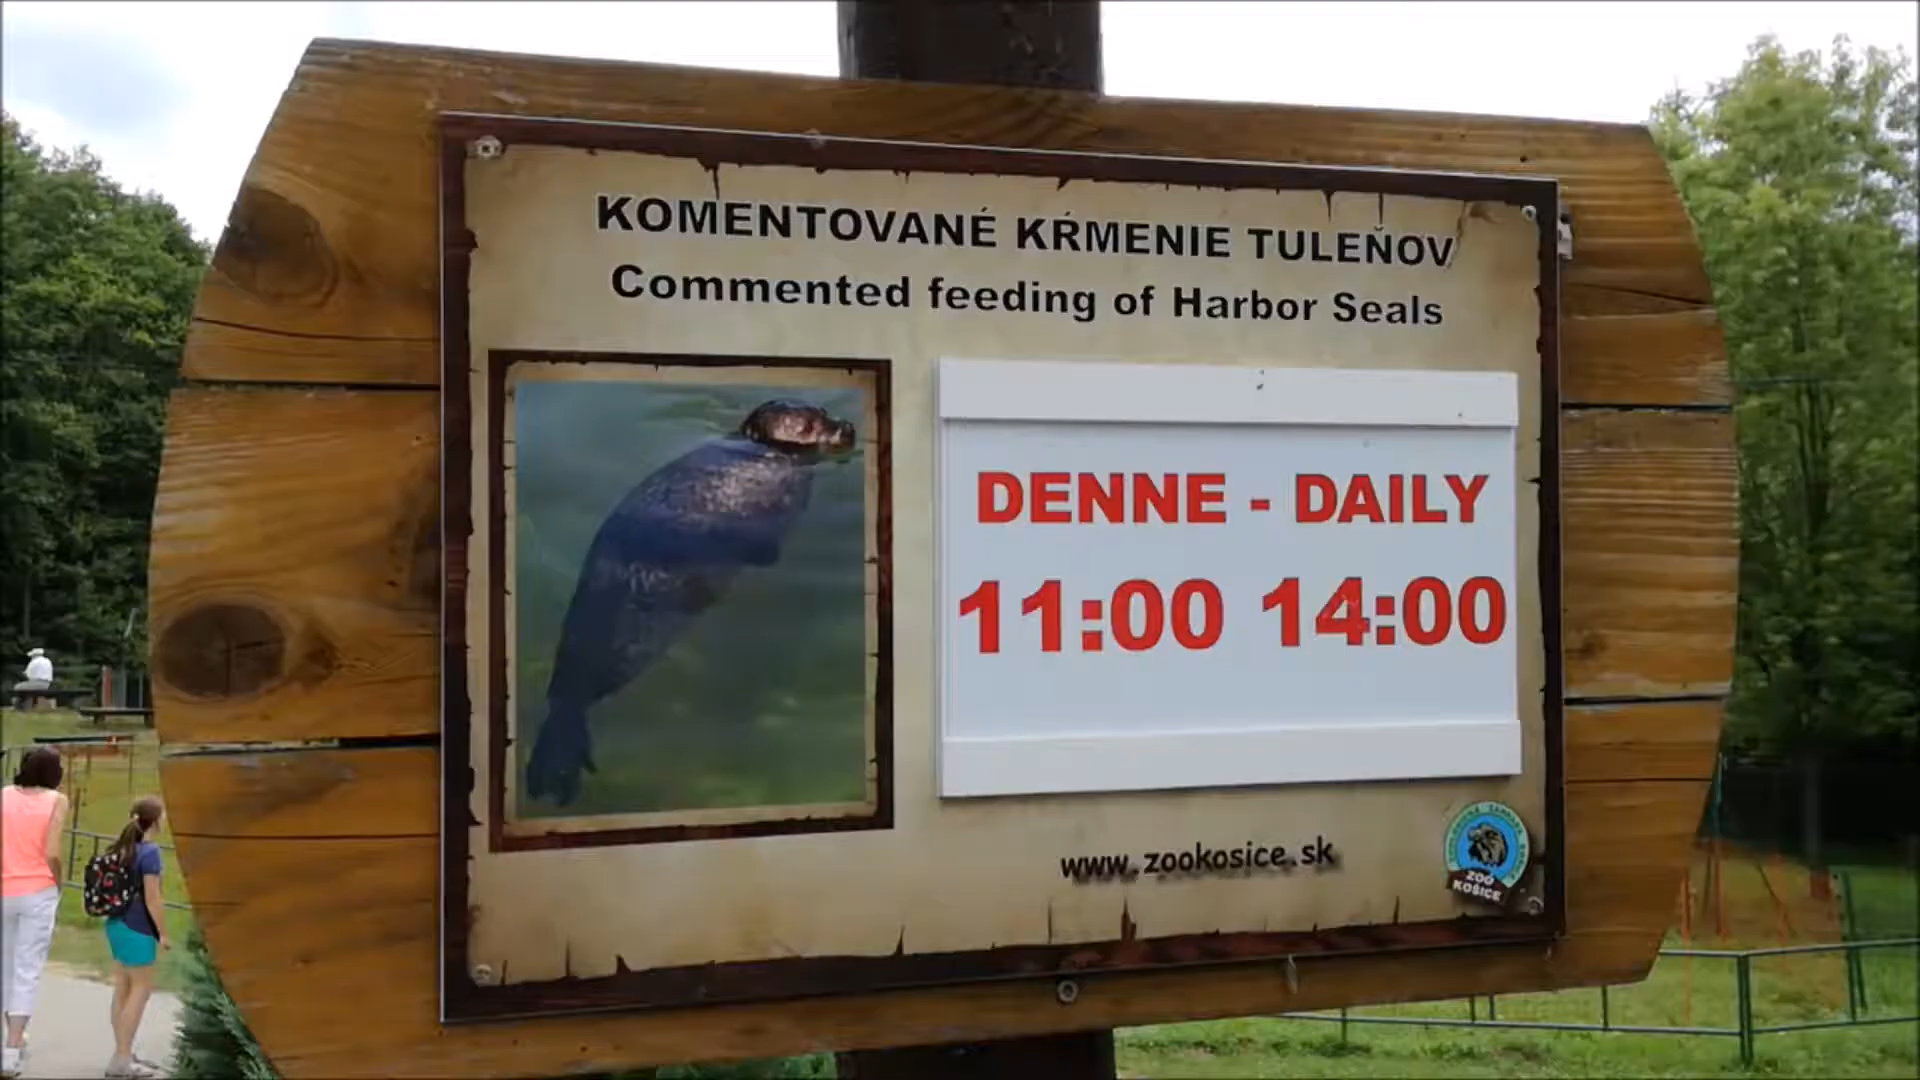 KOMENTOVANÉ KŔMENIE TULEŇOV
Commented feeding of Harbor Seals
DENNE - DAILY
11:00 14:00
www.zookosice.sk
ZOO
KOŠICE